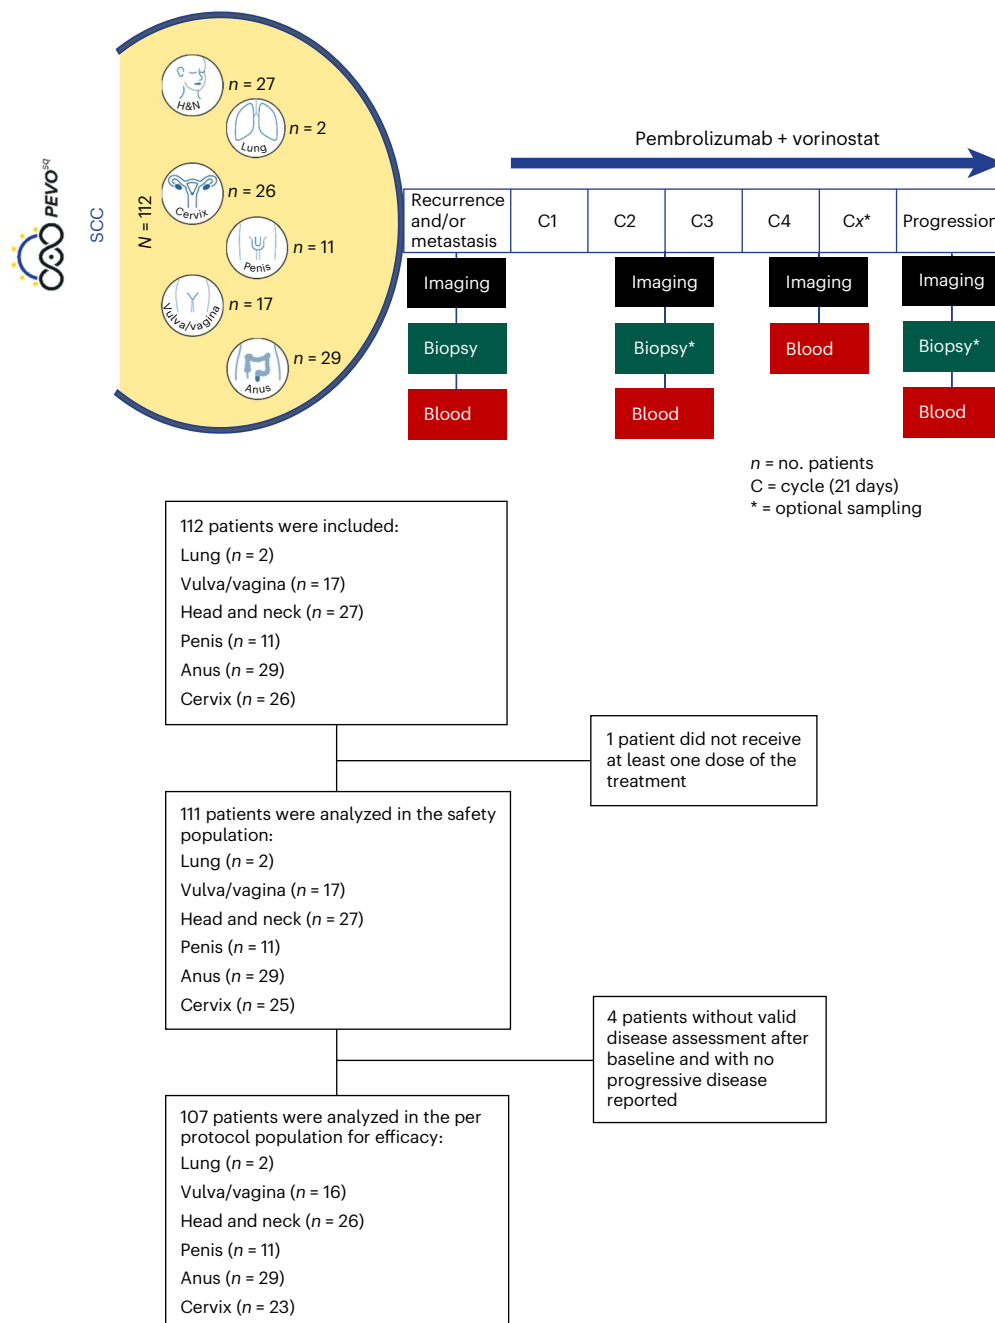 PEVOsq
SCC
N = 112
H&N
n = 27
Lung
n = 2
Cervix
n = 26
Penis
n = 11
Vulva/vagina
n = 17
Anus
n = 29
Pembrolizumab + vorinostat
Recurrence
and/or
metastasis
C1
C2
C3
C4
Cx*
Progression
Imaging
Imaging
Imaging
Imaging
Biopsy
Biopsy*
Blood
Biopsy*
Blood
Blood
Blood
n = no. patients
C = cycle (21 days)
* = optional sampling
112 patients were included:
Lung (n = 2)
Vulva/vagina (n = 17)
Head and neck (n = 27)
Penis (n = 11)
Anus (n = 29)
Cervix (n = 26)
1 patient did not receive
at least one dose of the
treatment
111 patients were analyzed in the safety
population:
Lung (n = 2)
Vulva/vagina (n = 17)
Head and neck (n = 27)
Penis (n = 11)
Anus (n = 29)
Cervix (n = 25)
4 patients without valid
disease assessment after
baseline and with no
progressive disease
reported
107 patients were analyzed in the per
protocol population for efficacy:
Lung (n = 2)
Vulva/vagina (n = 16)
Head and neck (n = 26)
Penis (n = 11)
Anus (n = 29)
Cervix (n = 23)